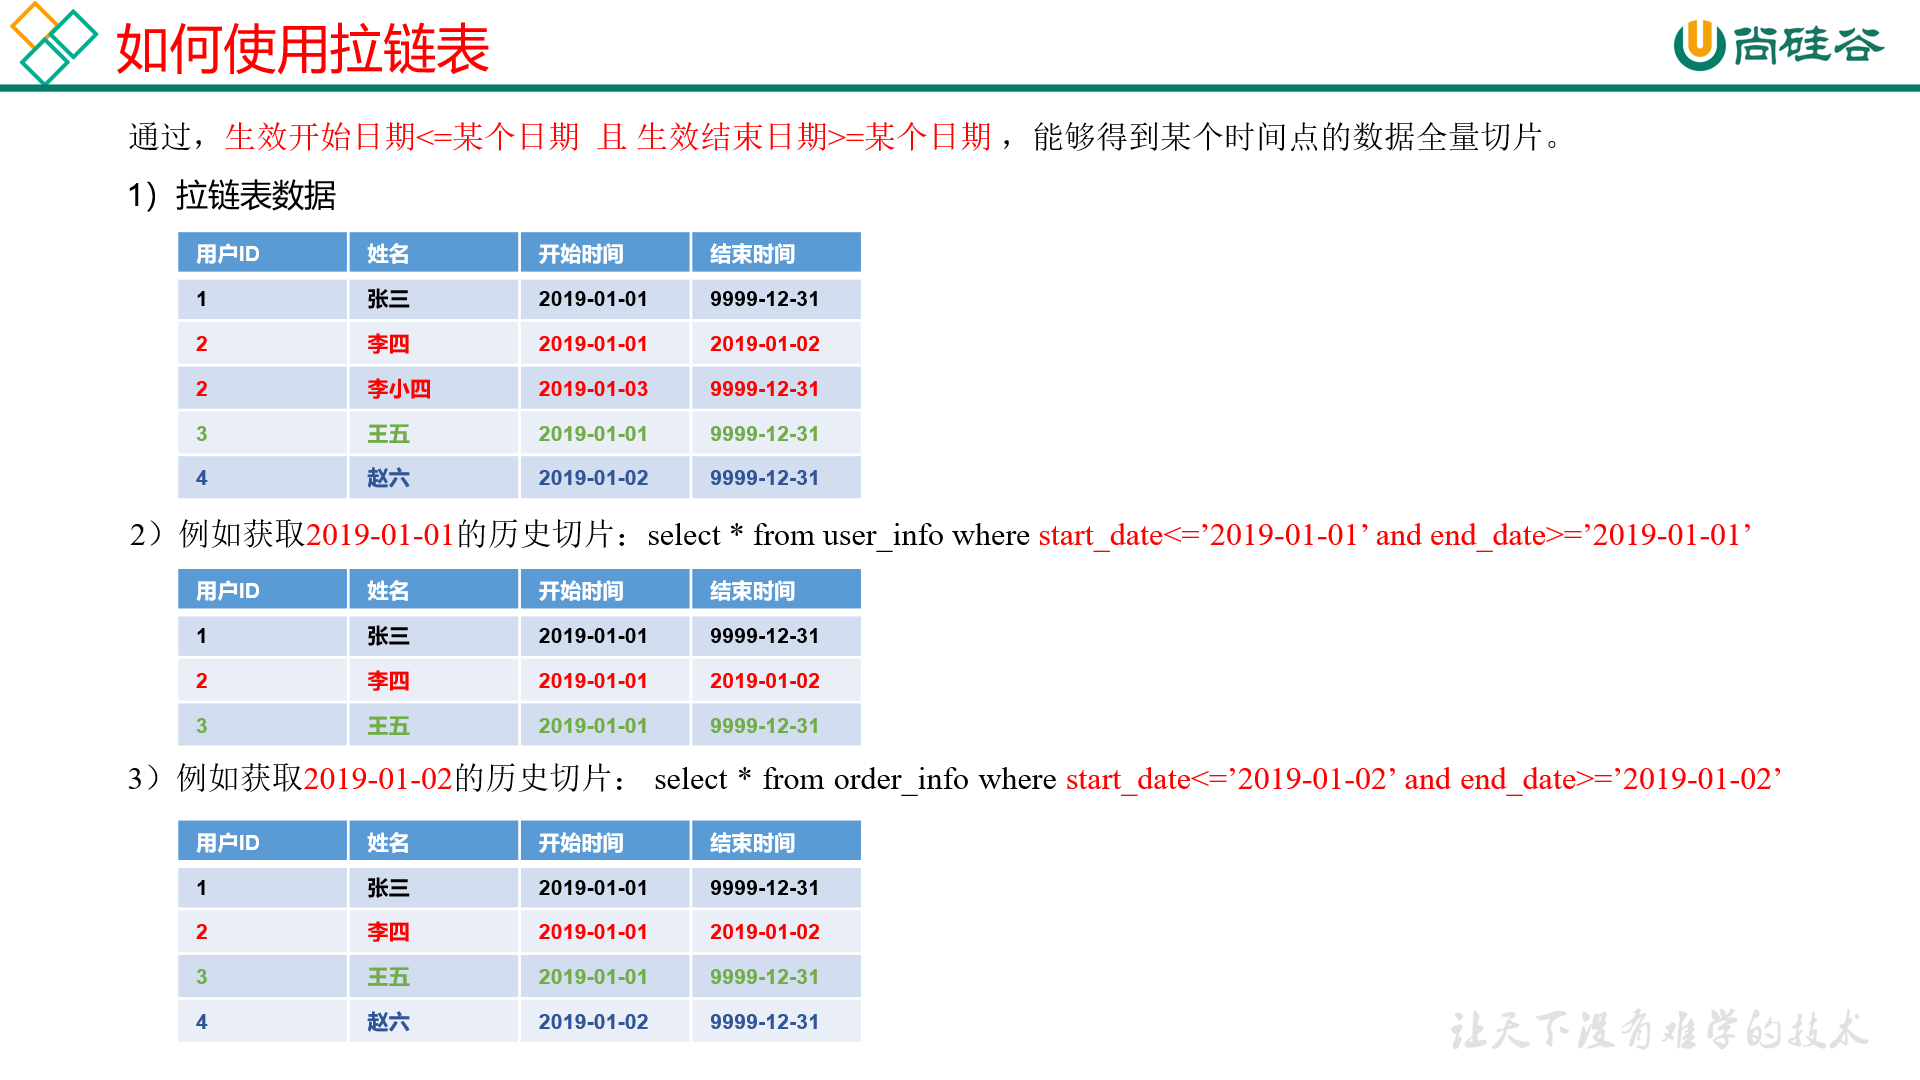 如何使用拉链表
尚硅谷
通过，生效开始日期<=某个日期 且 生效结束日期>=某个日期 ，能够得到某个时间点的数据全量切片。
1）拉链表数据
用户ID 姓名 开始时间 结束时间
1 张三 2019-01-01 9999-12-31
2 李四 2019-01-01 2019-01-02
2 李小四 2019-01-03 9999-12-31
3 王五 2019-01-01 9999-12-31
4 赵六 2019-01-02 9999-12-31
2）例如获取2019-01-01的历史切片：select * from user_info where start_date<=’2019-01-01’ and end_date>=’2019-01-01’
用户ID 姓名 开始时间 结束时间
1 张三 2019-01-01 9999-12-31
2 李四 2019-01-01 2019-01-02
3 王五 2019-01-01 9999-12-31
3）例如获取2019-01-02的历史切片： select * from order_info where start_date<=’2019-01-02’ and end_date>=’2019-01-02’
用户ID 姓名 开始时间 结束时间
1 张三 2019-01-01 9999-12-31
2 李四 2019-01-01 2019-01-02
3 王五 2019-01-01 9999-12-31
4 赵六 2019-01-02 9999-12-31
让天下没有难学的技术